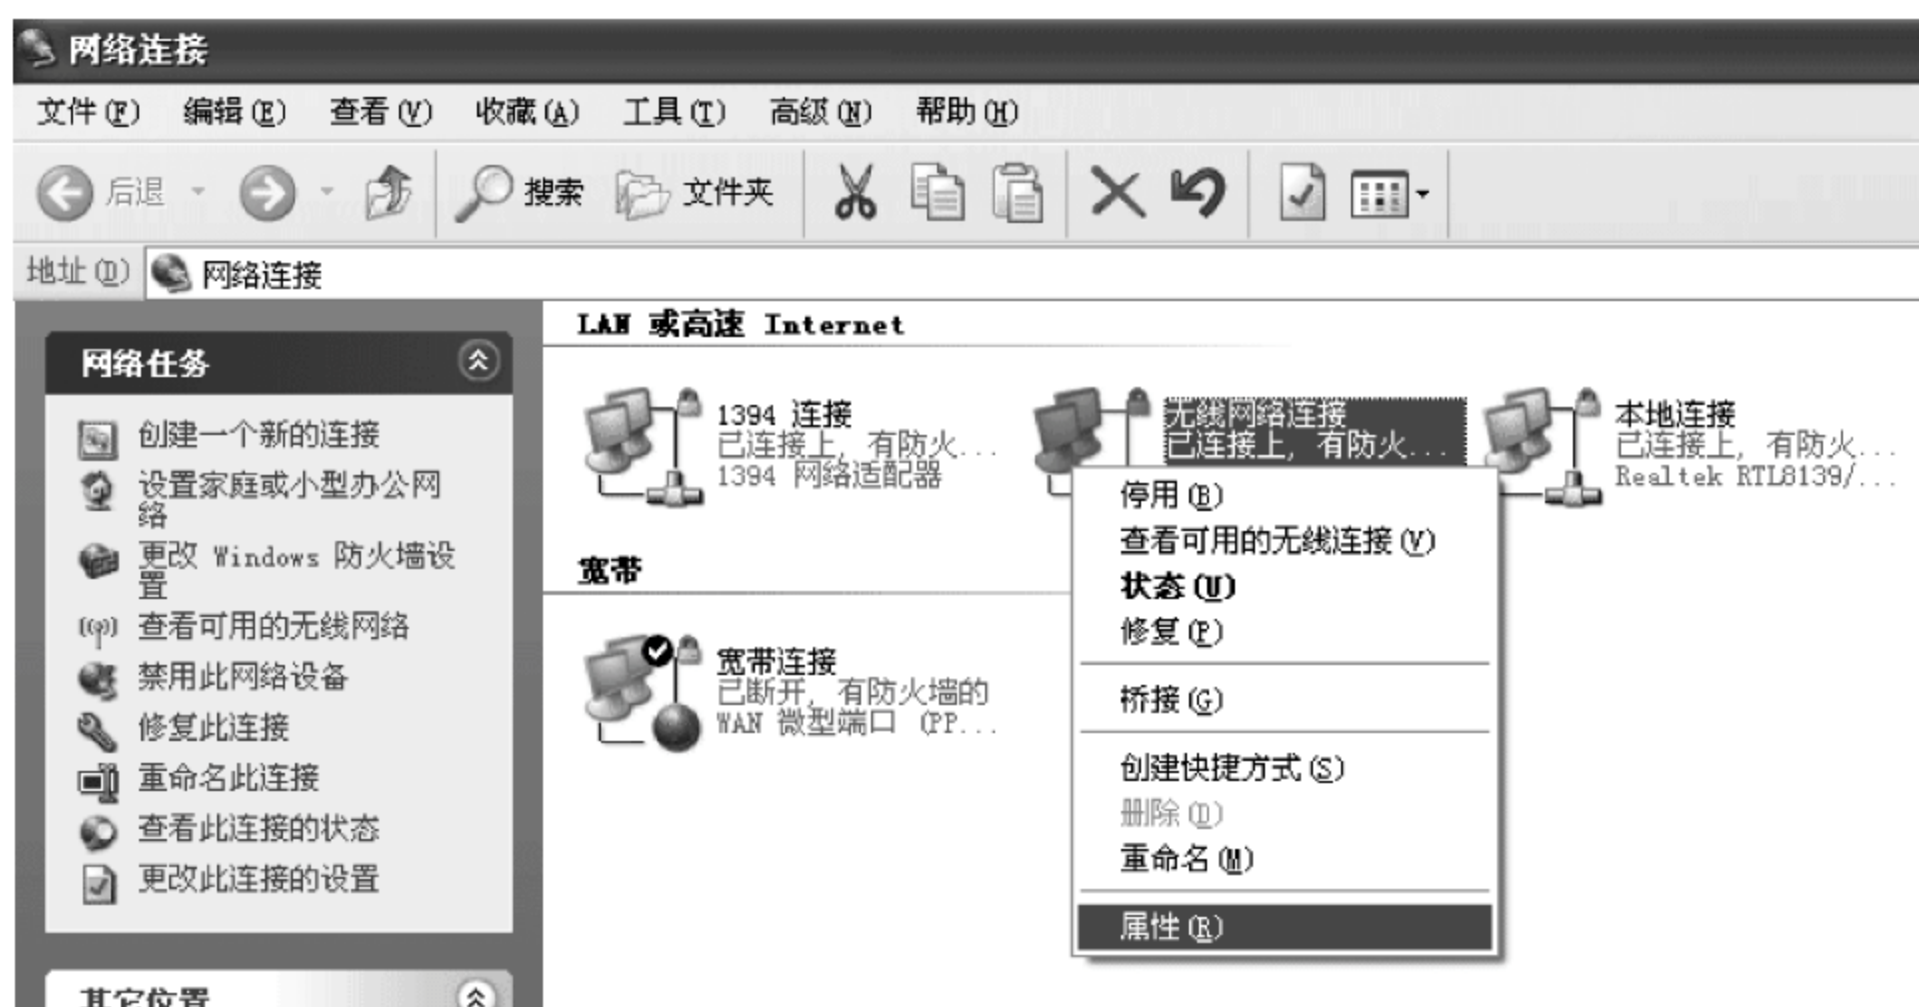 网络连接
文件(F) 编辑(E) 查看(V) 收藏(A) 工具(T) 高级(N) 帮助(H)
后退 搜索 文件夹
地址(D) 网络连接
网络任务
创建一个新的连接
设置家庭或小型办公网
络
更改 Windows 防火墙设
置
查看可用的无线网络
禁用此网络设备
修复此连接
重命名此连接
查看此连接的状态
更改此连接的设置
其它位置
LAN 或高速 Internet
1394 连接
已连接上, 有防火...
1394 网络适配器
无线网络连接
已连接上, 有防火...
本地连接
已连接上, 有防火...
Realtek RTL8139/...
宽带
宽带连接
已断开, 有防火墙的
WAN 微型端口 (PP...
停用(B)
查看可用的无线连接(V)
状态(U)
修复(P)
桥接(G)
创建快捷方式(S)
删除(D)
重命名(M)
属性(R)